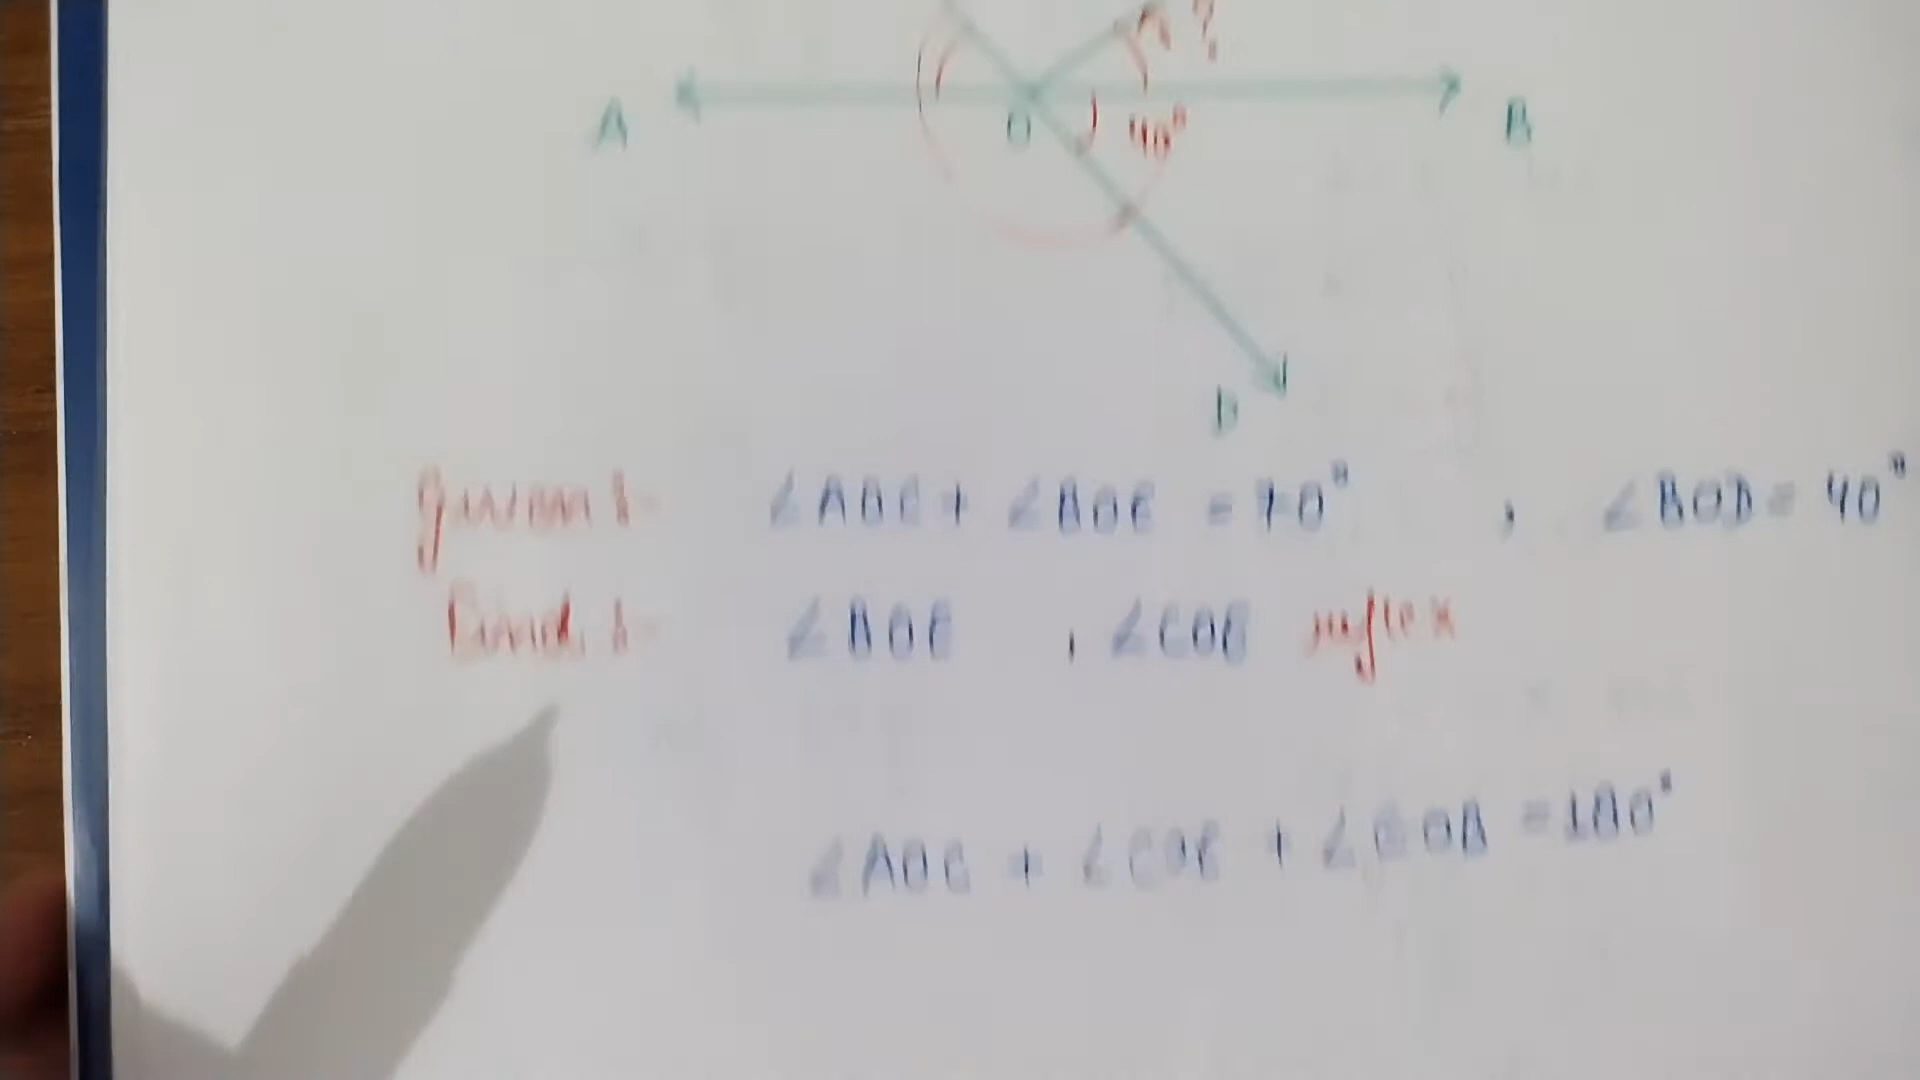 ?
A O B
40°
D
given :- ∠AOC + ∠BOE = 70° , ∠BOD = 40°
Find :- ∠BOE , ∠COE reflex
∠AOC + ∠COE + ∠EOB = 180°